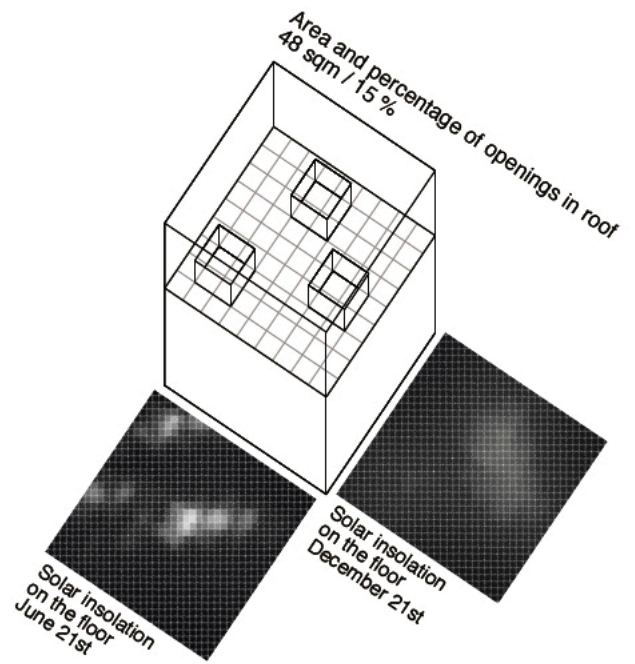 Area and percentage of openings in roof
48 sqm / 15 %
Solar insolation
on the floor
December 21st
Solar insolation
on the floor
June 21st